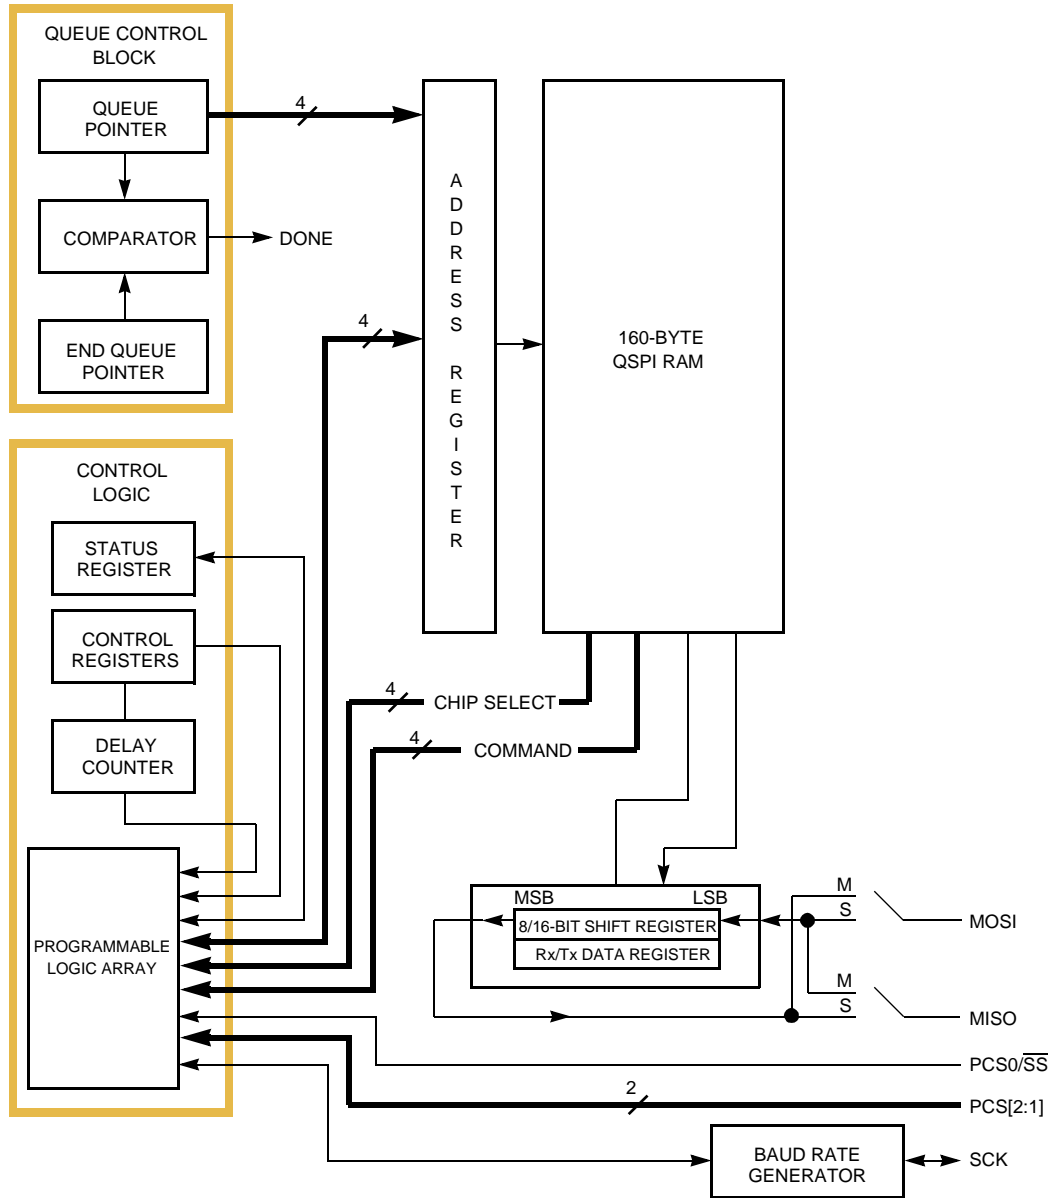 QUEUE CONTROL
BLOCK
QUEUE
POINTER
4
COMPARATOR
DONE
END QUEUE
POINTER
4
ADDRESS REGISTER
160-BYTE
QSPI RAM
CONTROL
LOGIC
STATUS
REGISTER
CONTROL
REGISTERS
DELAY
COUNTER
4
CHIP SELECT
4
COMMAND
PROGRAMMABLE
LOGIC ARRAY
MSB
LSB
8/16-BIT SHIFT REGISTER
Rx/Tx DATA REGISTER
M
S
MOSI
M
S
MISO
PCS0/S̅S̅
2
PCS[2:1]
BAUD RATE
GENERATOR
SCK